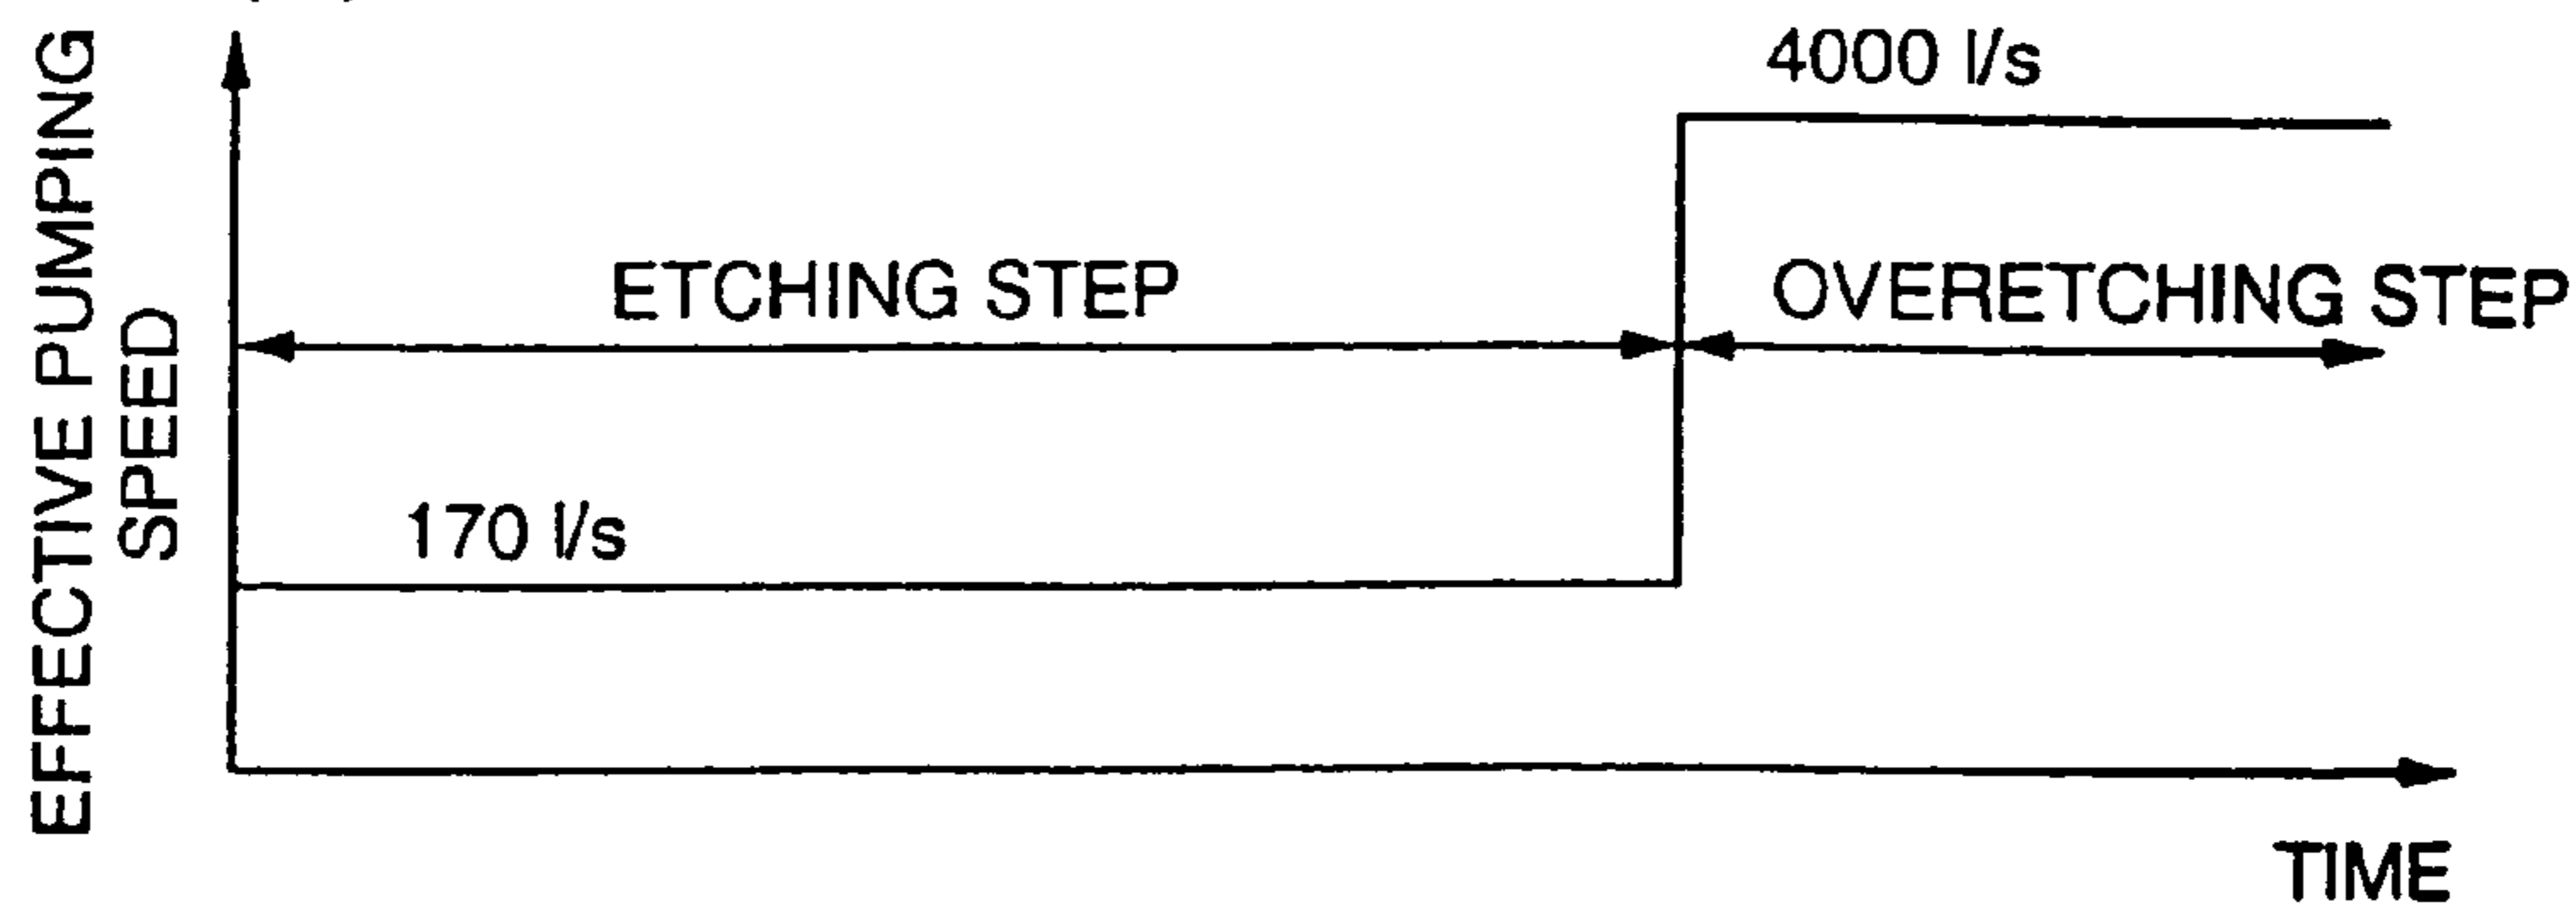 EFFECTIVE PUMPING
SPEED
4000 l/s
ETCHING STEP
OVERETCHING STEP
170 l/s
TIME